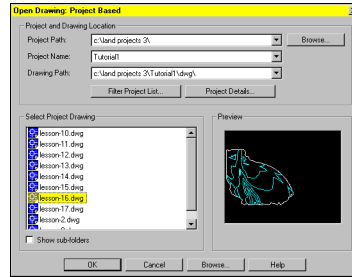 Open Drawing: Project Based
Project and Drawing Location
Project Path: c:\land projects 3\ Browse...
Project Name: Tutorial1
Drawing Path: c:\land projects 3\Tutorial1\dwg\
Filter Project List... Project Details...
Select Project Drawing
Preview
lesson-10.dwg
lesson-11.dwg
lesson-12.dwg
lesson-13.dwg
lesson-14.dwg
lesson-15.dwg
lesson-16.dwg
lesson-17.dwg
lesson-2.dwg
Show sub-folders
OK Cancel Browse... Help